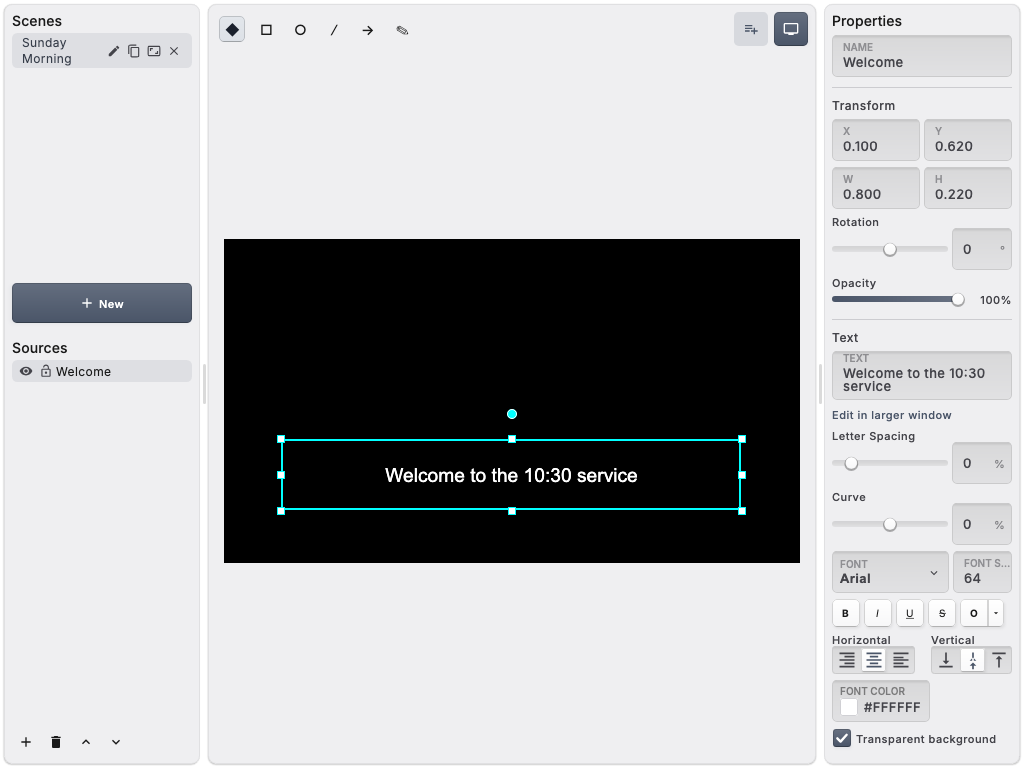 Scenes
Sunday
Morning
New
Sources
Welcome
Welcome to the 10:30 service
Properties
NAME
Welcome
Transform
X
0.100
Y
0.620
W
0.800
H
0.220
Rotation
0 °
Opacity
100%
Text
TEXT
Welcome to the 10:30
service
Edit in larger window
Letter Spacing
0 %
Curve
0 %
FONT
Arial
FONT S...
64
B I U S O
Horizontal
Vertical
FONT COLOR
#FFFFFF
Transparent background